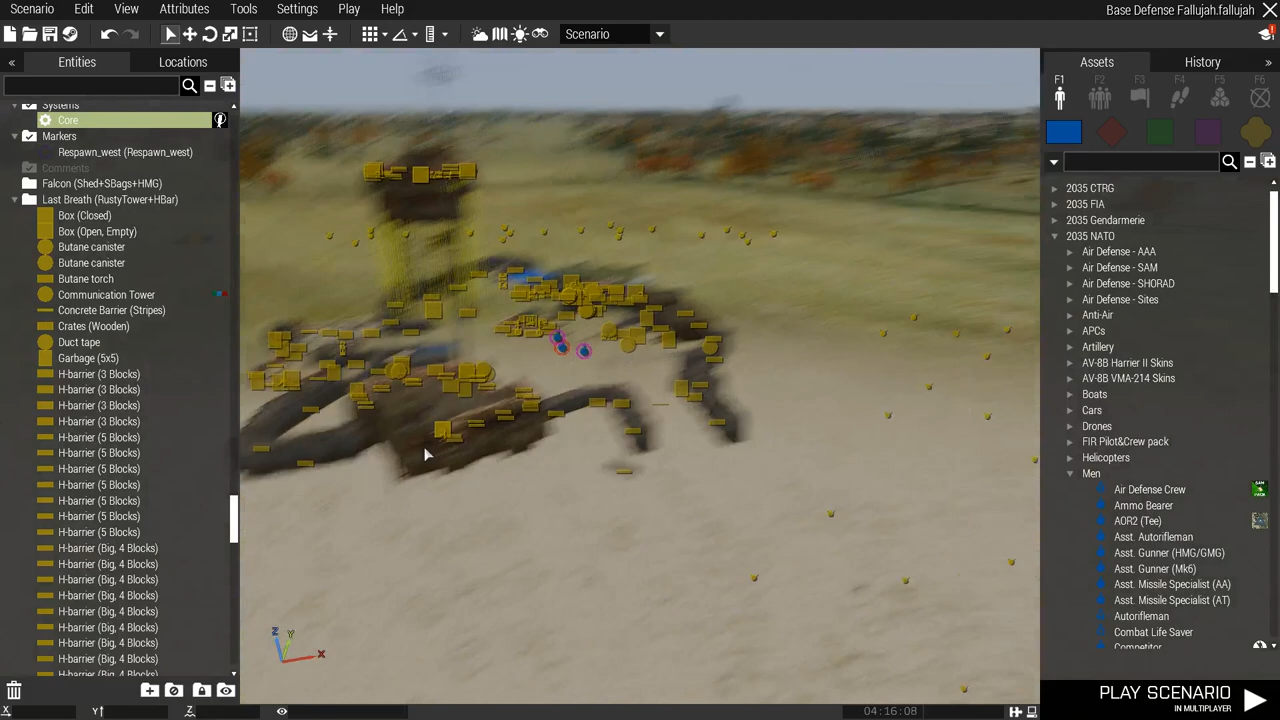 Scenario Edit View Attributes Tools Settings Play Help Base Defense Fallujah.fallujah
Scenario
« Entities Locations
Systems
Core
Markers
Respawn_west (Respawn_west)
Comments
Falcon (Shed+SBags+HMG)
Last Breath (RustyTower+HBar)
Box (Closed)
Box (Open, Empty)
Butane canister
Butane canister
Butane torch
Communication Tower
Concrete Barrier (Stripes)
Crates (Wooden)
Duct tape
Garbage (5x5)
H-barrier (3 Blocks)
H-barrier (3 Blocks)
H-barrier (3 Blocks)
H-barrier (3 Blocks)
H-barrier (5 Blocks)
H-barrier (5 Blocks)
H-barrier (5 Blocks)
H-barrier (5 Blocks)
H-barrier (5 Blocks)
H-barrier (5 Blocks)
H-barrier (5 Blocks)
H-barrier (Big, 4 Blocks)
H-barrier (Big, 4 Blocks)
H-barrier (Big, 4 Blocks)
H-barrier (Big, 4 Blocks)
H-barrier (Big, 4 Blocks)
H-barrier (Big, 4 Blocks)
H-barrier (Big, 4 Blocks)
H-barrier (Big, 4 Blocks)
H-barrier (Big, 4 Blocks)
Z Y
X
Assets History »
F1 F2 F3 F4 F5 F6
2035 CTRG
2035 FIA
2035 Gendarmerie
2035 NATO
Air Defense - AAA
Air Defense - SAM
Air Defense - SHORAD
Air Defense - Sites
Anti-Air
APCs
Artillery
AV-8B Harrier II Skins
AV-8B VMA-214 Skins
Boats
Cars
Drones
FIR Pilot&Crew pack
Helicopters
Men
Air Defense Crew
Ammo Bearer
AOR2 (Tee)
Asst. Autorifleman
Asst. Gunner (HMG/GMG)
Asst. Gunner (Mk6)
Asst. Missile Specialist (AA)
Asst. Missile Specialist (AT)
Autorifleman
Combat Life Saver
Competitor
PLAY SCENARIO
IN MULTIPLAYER
X Y Z 04:16:08